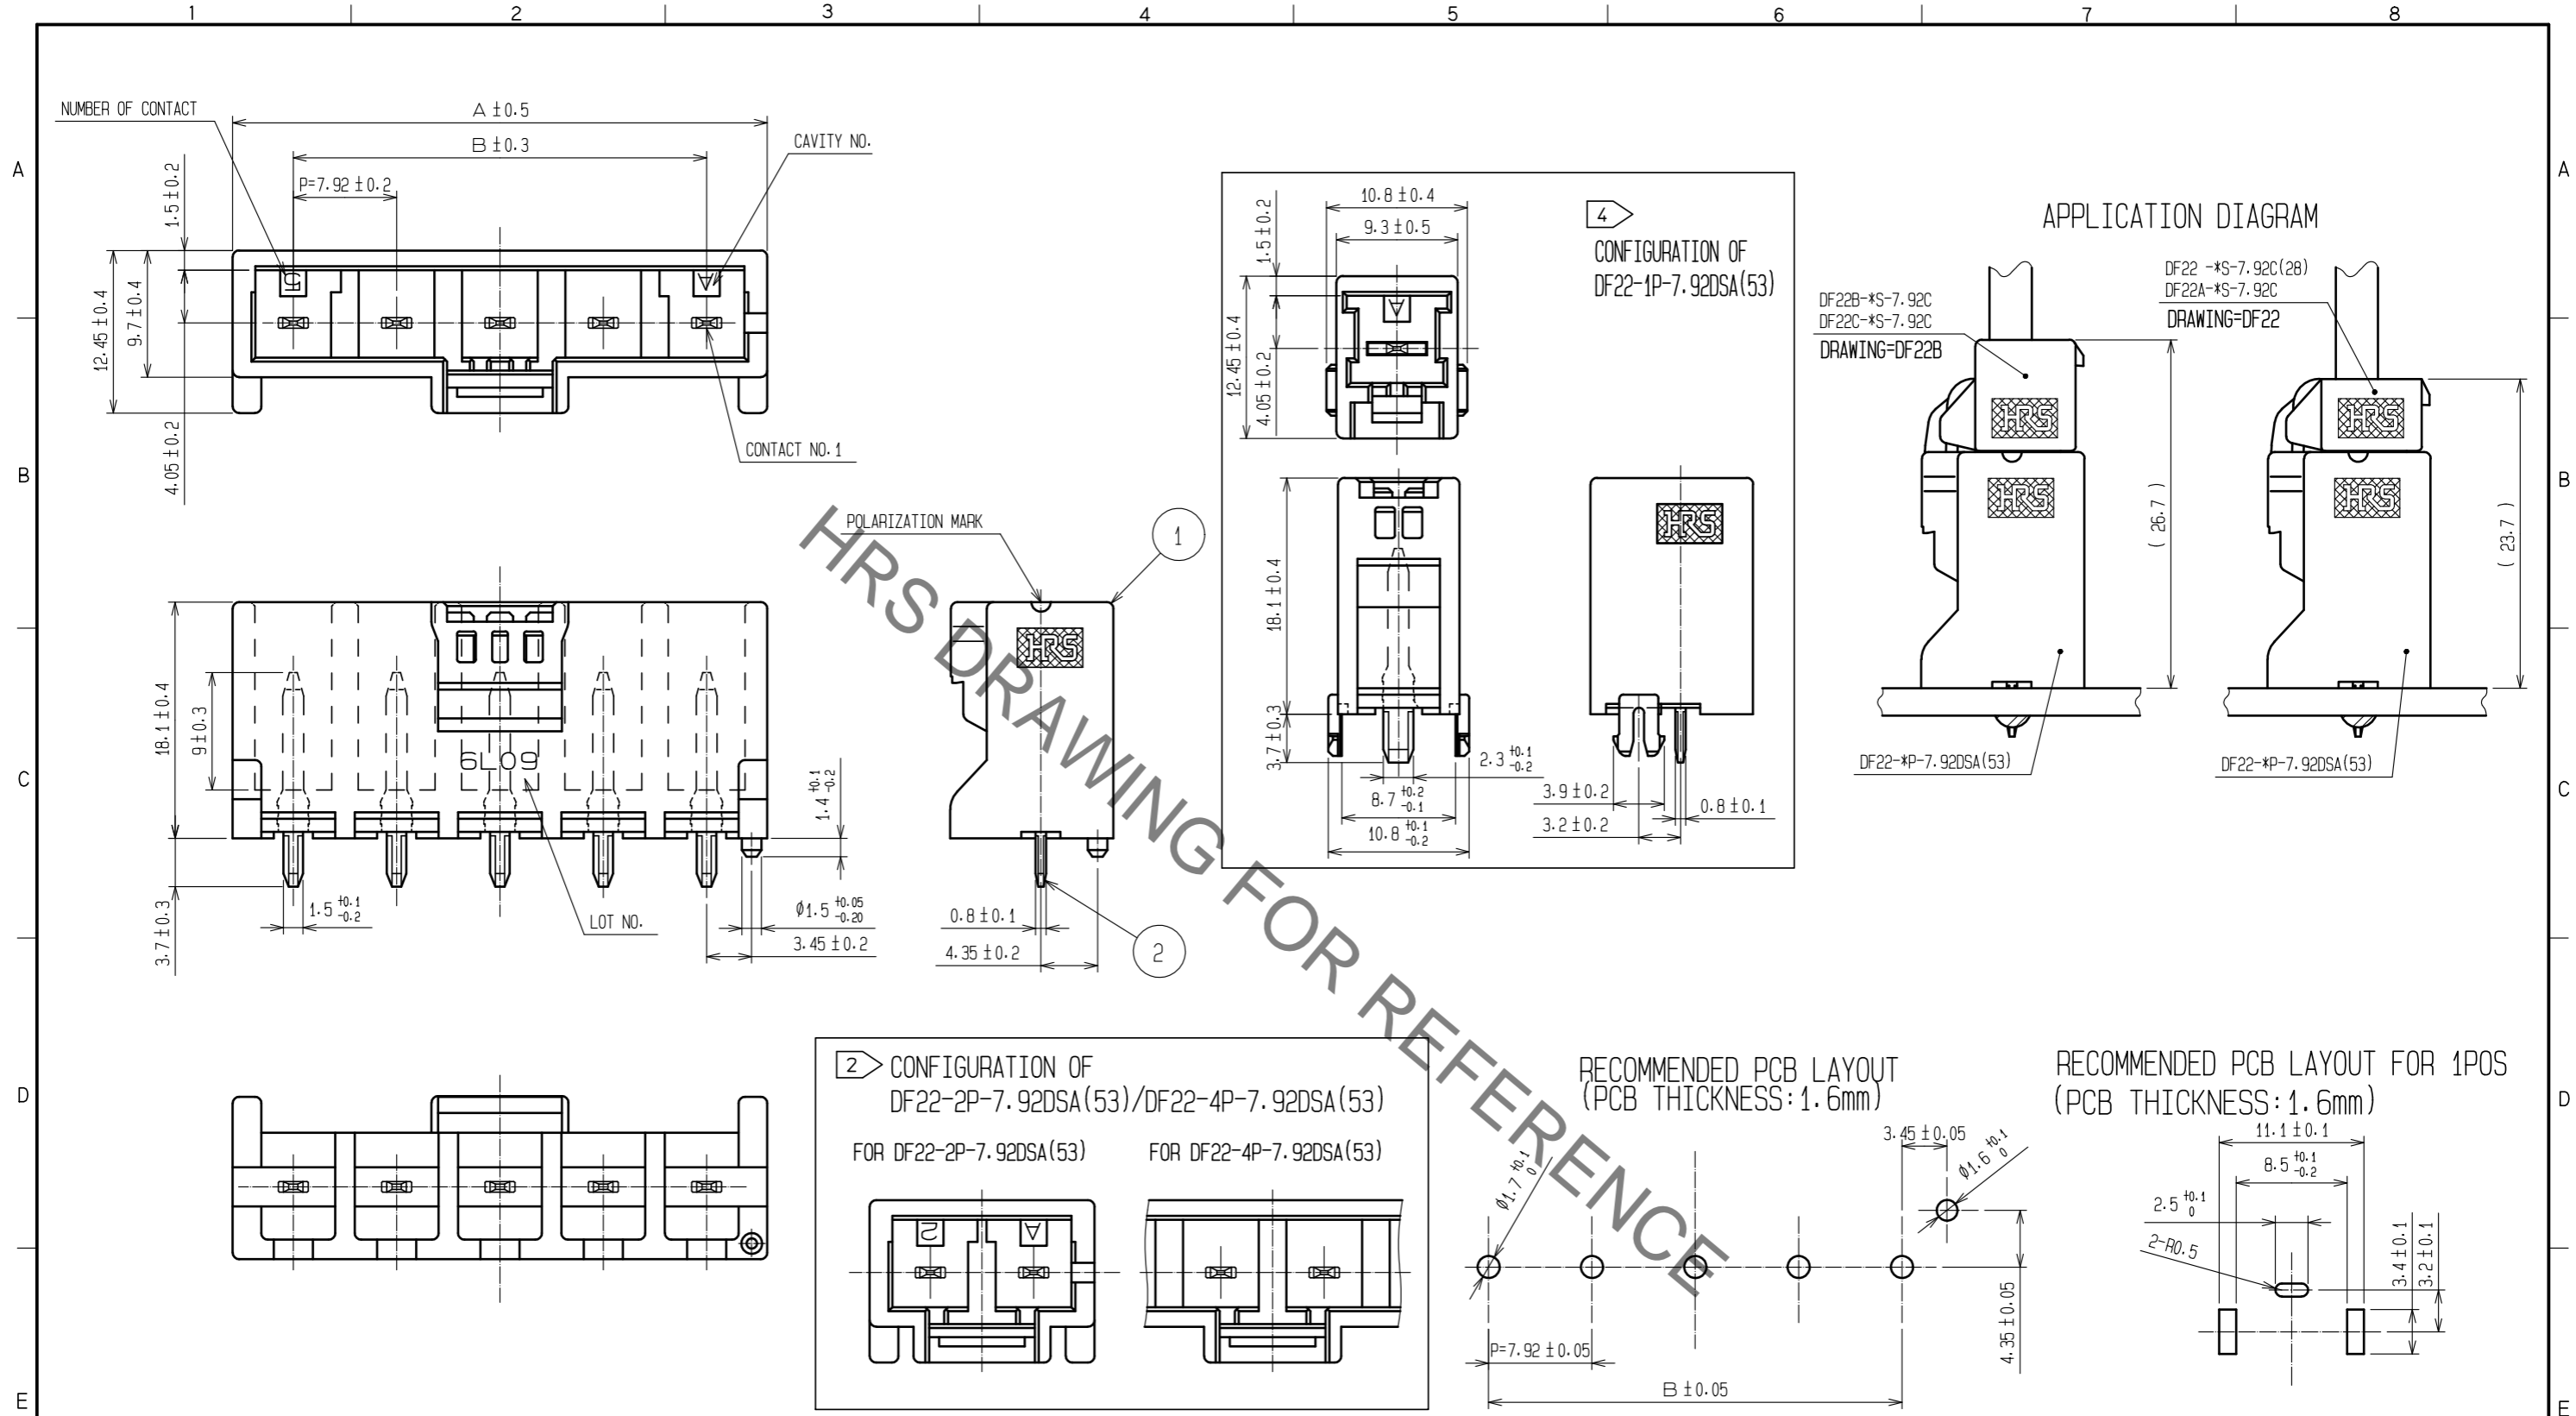 1 2 3 4 5 6 7 8
A
B
C
D
E
A
B
C
D
E
NUMBER OF CONTACT
A ±0.5
B ±0.3
P=7.92 ±0.2
CAVITY NO.
1.5 ±0.2
12.45 ±0.4
9.7 ±0.4
4.05 ±0.2
5
A
CONTACT NO.1
18.1 ±0.4
9 ±0.3
6L09
1.4 +0.1 -0.2
3.7 ±0.3
1.5 +0.1 -0.2
LOT NO.
Ø1.5 +0.05 -0.20
3.45 ±0.2
POLARIZATION MARK
1
HRS
0.8 ±0.1
4.35 ±0.2
2
10.8 ±0.4
9.3 ±0.5
1.5 ±0.2
12.45 ±0.4
4.05 ±0.2
A
4
CONFIGURATION OF
DF22-1P-7.92DSA(53)
18.1 ±0.4
3.7 ±0.3
HRS
2.3 +0.1 -0.2
8.7 +0.2 -0.1
10.8 +0.1 -0.2
3.9 ±0.2
3.2 ±0.2
0.8 ±0.1
APPLICATION DIAGRAM
DF22B-*S-7.92C
DF22C-*S-7.92C
DRAWING=DF22B
HRS
HRS
( 26.7 )
DF22-*P-7.92DSA(53)
DF22 -*S-7.92C(28)
DF22A-*S-7.92C
DRAWING=DF22
HRS
HRS
( 23.7 )
DF22-*P-7.92DSA(53)
HRS DRAWING FOR REFERENCE
2
CONFIGURATION OF
DF22-2P-7.92DSA(53)/DF22-4P-7.92DSA(53)
FOR DF22-2P-7.92DSA(53)
FOR DF22-4P-7.92DSA(53)
2
A
RECOMMENDED PCB LAYOUT
(PCB THICKNESS:1.6mm)
3.45 ±0.05
Ø1.7 +0.1 0
Ø1.6 +0.1 0
4.35 ±0.05
P=7.92 ±0.05
B ±0.05
RECOMMENDED PCB LAYOUT FOR 1POS
(PCB THICKNESS:1.6mm)
11.1 ±0.1
8.5 +0.1 -0.2
2.5 +0.1 0
2-R0.5
3.4 ±0.1
3.2 ±0.1